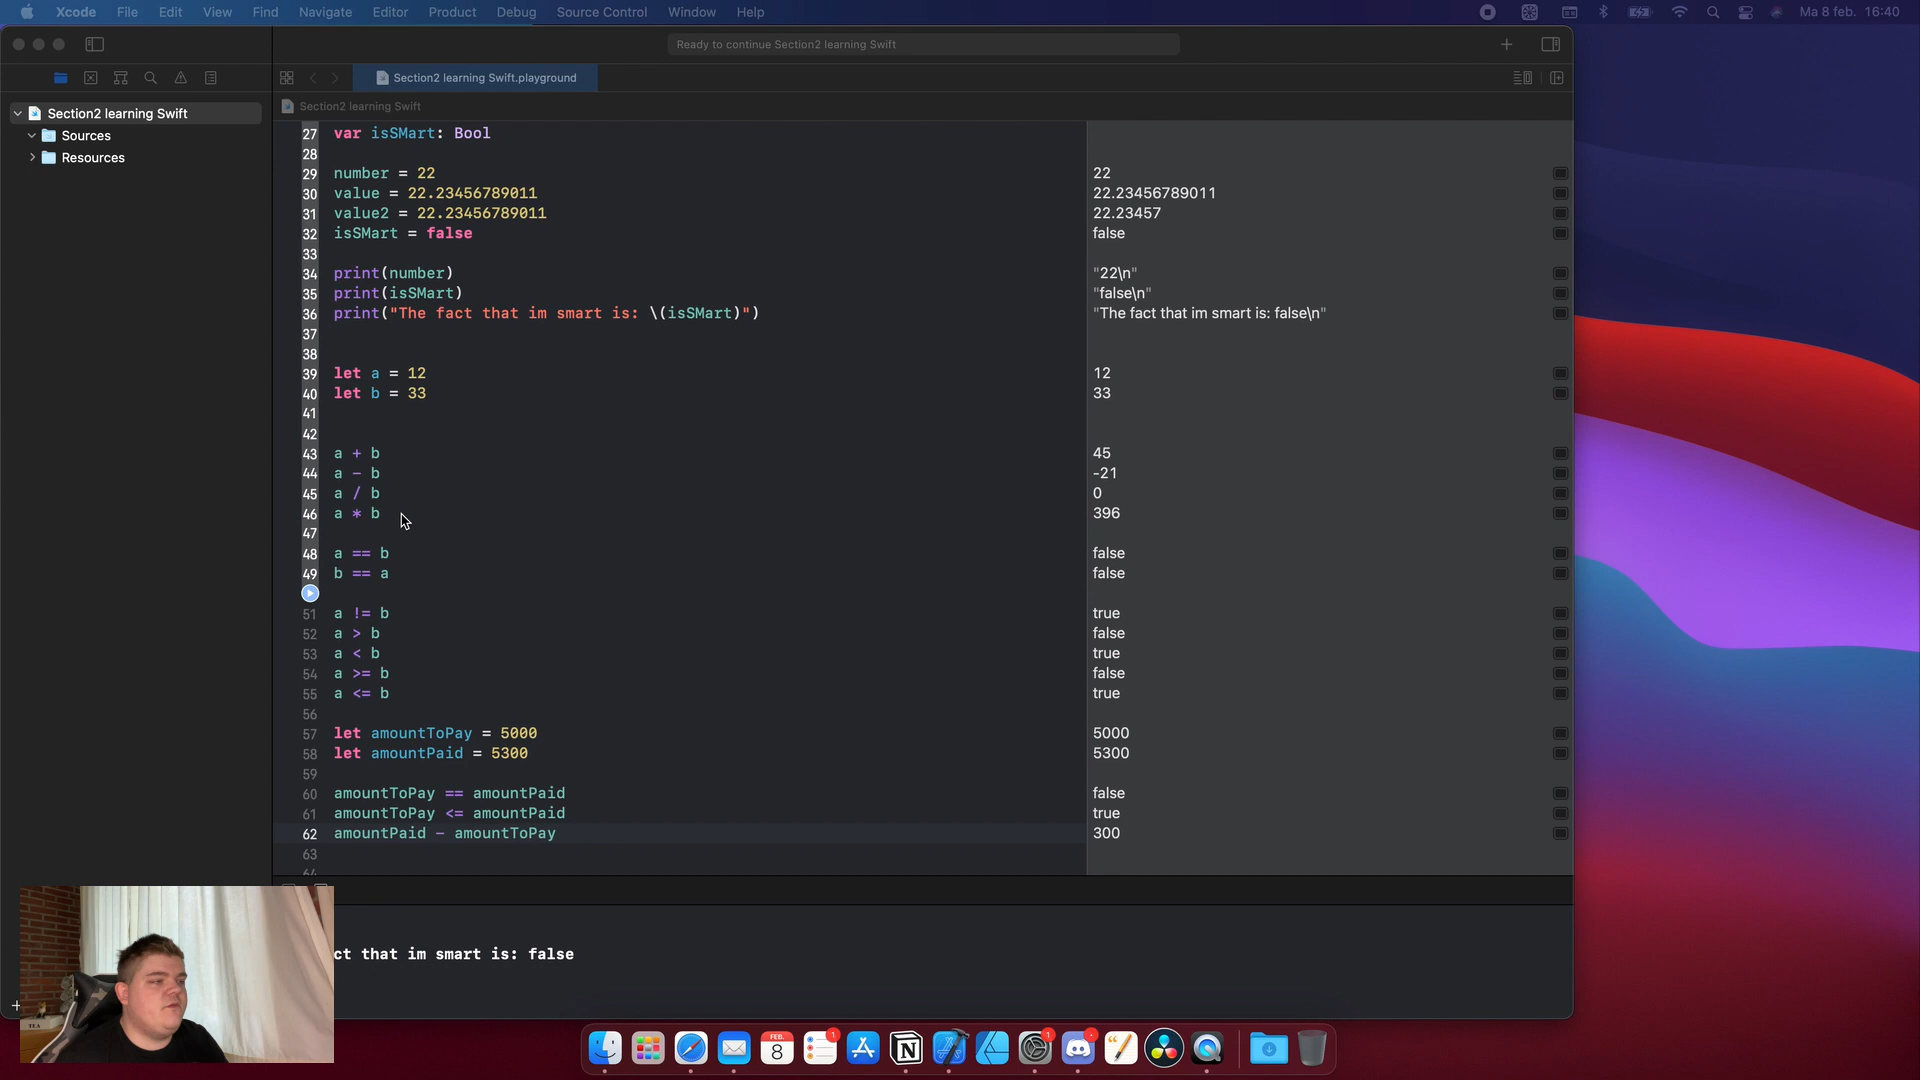 Xcode File Edit View Find Navigate Editor Product Debug Source Control Window Help Ma 8 feb. 16:40
Ready to continue Section2 learning Swift
Section2 learning Swift.playground
Section2 learning Swift
Sources
Resources
Section2 learning Swift
27 var isSMart: Bool
28
29 number = 22 22
30 value = 22.23456789011 22.23456789011
31 value2 = 22.23456789011 22.23457
32 isSMart = false false
33
34 print(number) "22\n"
35 print(isSMart) "false\n"
36 print("The fact that im smart is: \(isSMart)") "The fact that im smart is: false\n"
37
38
39 let a = 12 12
40 let b = 33 33
41
42
43 a + b 45
44 a - b -21
45 a / b 0
46 a * b 396
47
48 a == b false
49 b == a false
51 a != b true
52 a > b false
53 a < b true
54 a >= b false
55 a <= b true
56
57 let amountToPay = 5000 5000
58 let amountPaid = 5300 5300
59
60 amountToPay == amountPaid false
61 amountToPay <= amountPaid true
62 amountPaid - amountToPay 300
63
64
ct that im smart is: false
TEA
FEB.
8
1
1